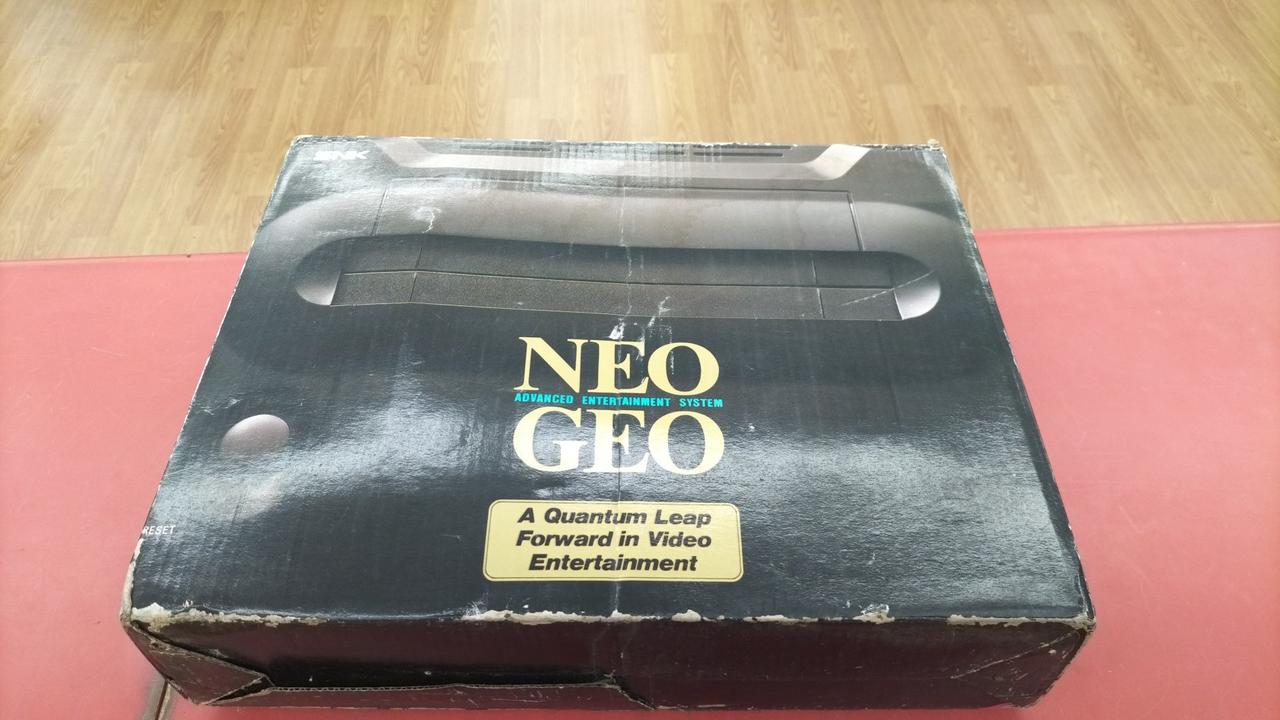 SNK
NEO
ADVANCED ENTERTAINMENT SYSTEM
GEO
RESET
A Quantum Leap
Forward in Video
Entertainment